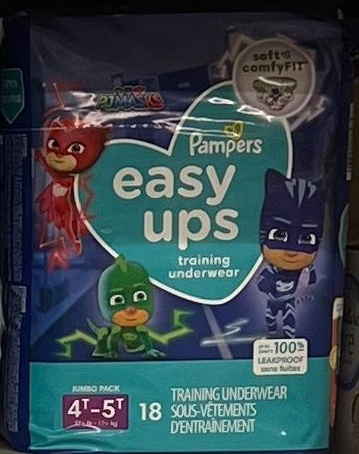 soft
comfyFIT
PJMASKS
Pampers
easy
ups
training
underwear
100%
LEAKPROOF
sans fuites
JUMBO PACK
4T-5T
18
TRAINING UNDERWEAR
SOUS-VÊTEMENTS
D'ENTRAÎNEMENT